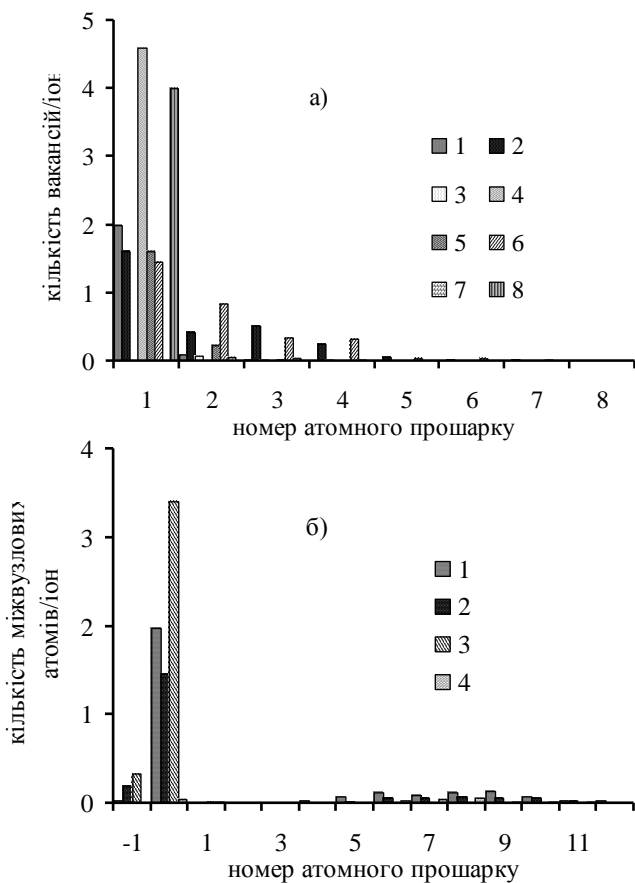 кількість вакансій/іон
5
4
3
2
1
0
а)
1 2
3 4
5 6
7 8
1 2 3 4 5 6 7 8
номер атомного прошарку
кількість міжвузлових
атомів/іон
4
3
2
1
0
б)
1
2
3
4
-1 1 3 5 7 9 11
номер атомного прошарку